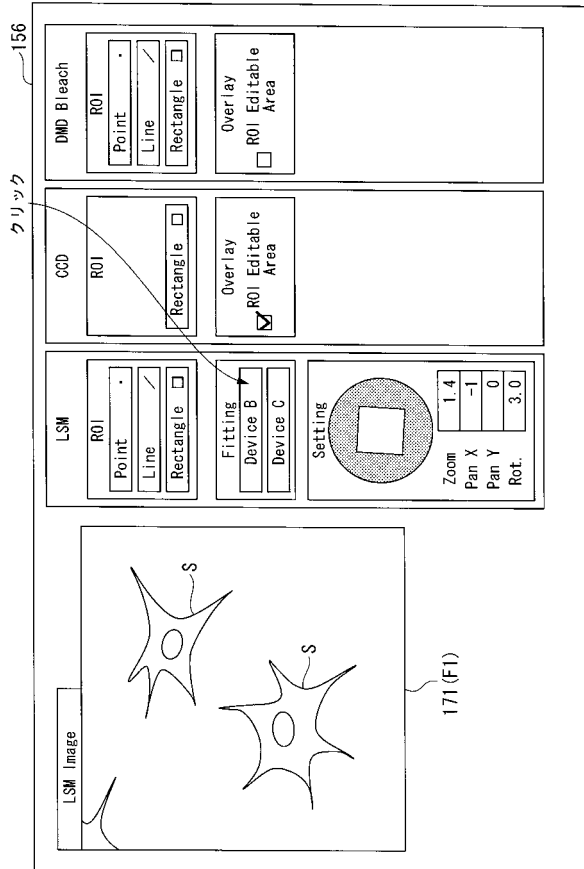 156
クリック
LSM Image
S
S
171(F1)
LSM
ROI
Point
Line
Rectangle
Fitting
Device B
Device C
Setting
Zoom 1.4
Pan X -1
Pan Y 0
Rot. 3.0
CCD
ROI
Rectangle
Overlay
ROI Editable
Area
DMD Bleach
ROI
Point
Line
Rectangle
Overlay
ROI Editable
Area